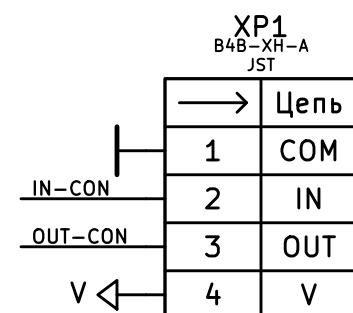 XP1
B4B-XH-A
JST
Цепь
1 COM
IN-CON 2 IN
OUT-CON 3 OUT
V 4 V